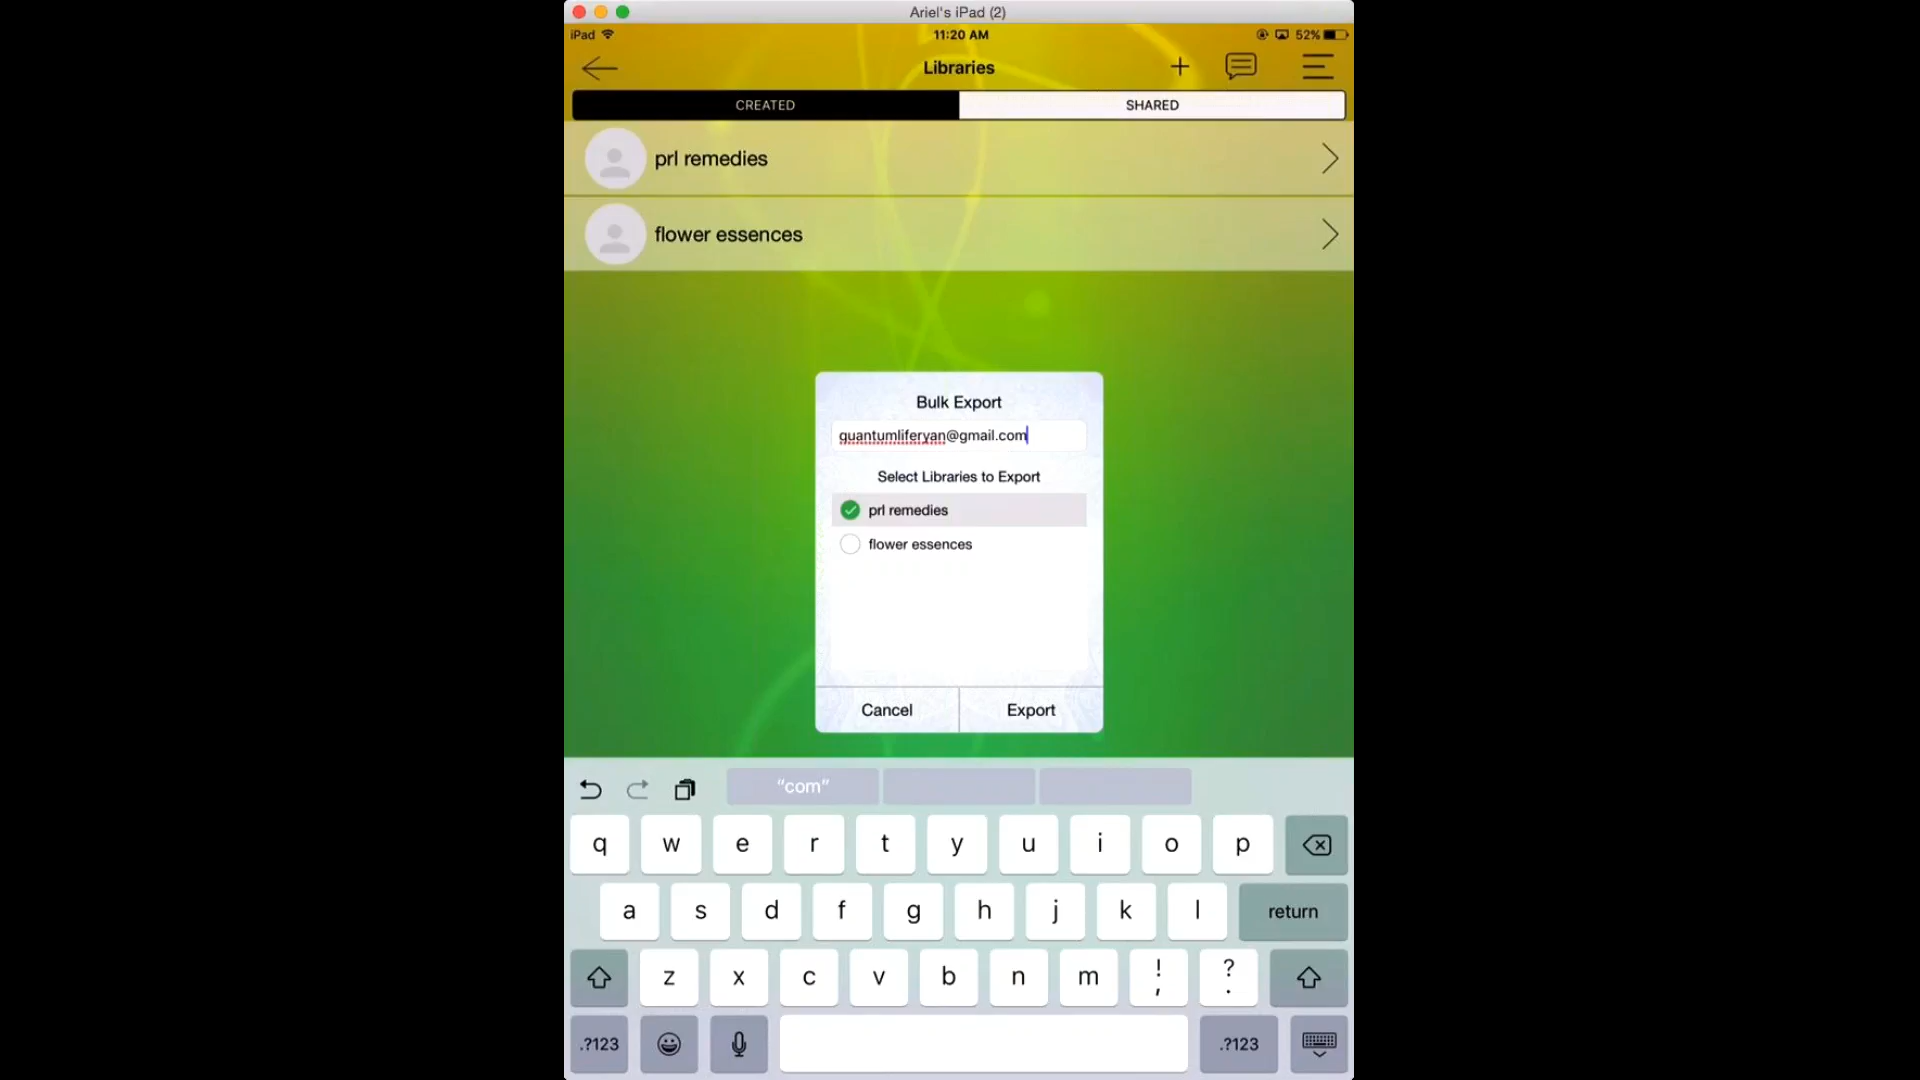 Ariel's iPad (2)
iPad 11:20 AM 52%
Libraries
CREATED SHARED
prl remedies
flower essences
Bulk Export
quantumliferyan@gmail.com
Select Libraries to Export
prl remedies
flower essences
Cancel Export
“com”
q w e r t y u i o p
a s d f g h j k l return
z x c v b n m ! , ? .
.?123 .?123